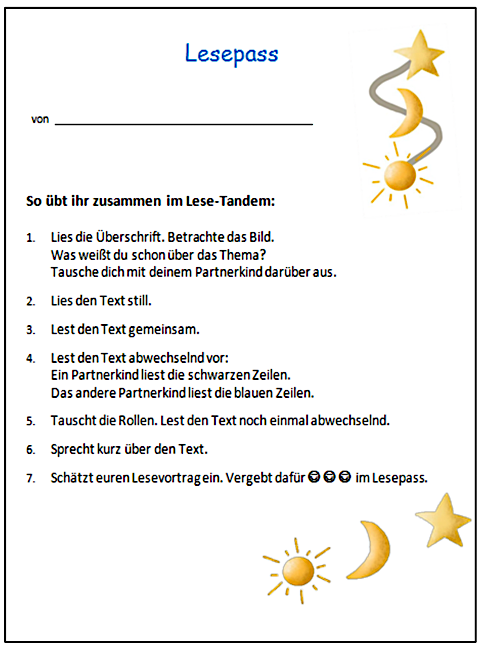 Lesepass
von
So übt ihr zusammen im Lese-Tandem:
1. Lies die Überschrift. Betrachte das Bild.
Was weißt du schon über das Thema?
Tausche dich mit deinem Partnerkind darüber aus.
2. Lies den Text still.
3. Lest den Text gemeinsam.
4. Lest den Text abwechselnd vor:
Ein Partnerkind liest die schwarzen Zeilen.
Das andere Partnerkind liest die blauen Zeilen.
5. Tauscht die Rollen. Lest den Text noch einmal abwechselnd.
6. Sprecht kurz über den Text.
7. Schätzt euren Lesevortrag ein. Vergebt dafür im Lesepass.